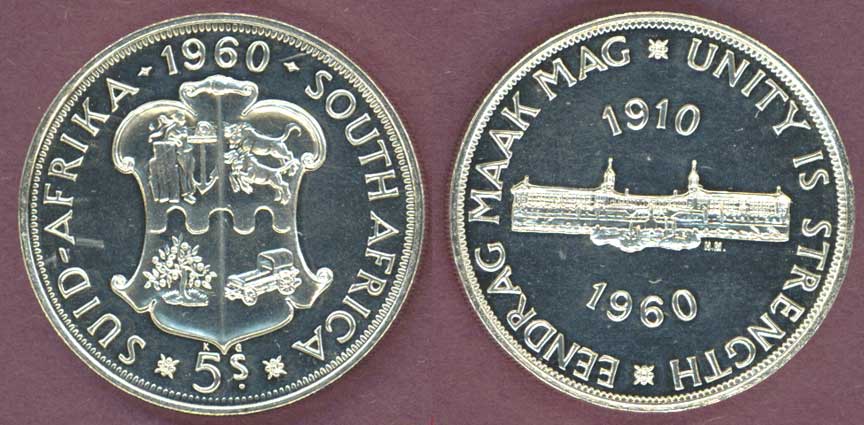 SUID-AFRIKA · 1960 · SOUTH AFRICA
K G
5S.
EENDRAG MAAK MAG UNITY IS STRENGTH
1910
H.M.
1960